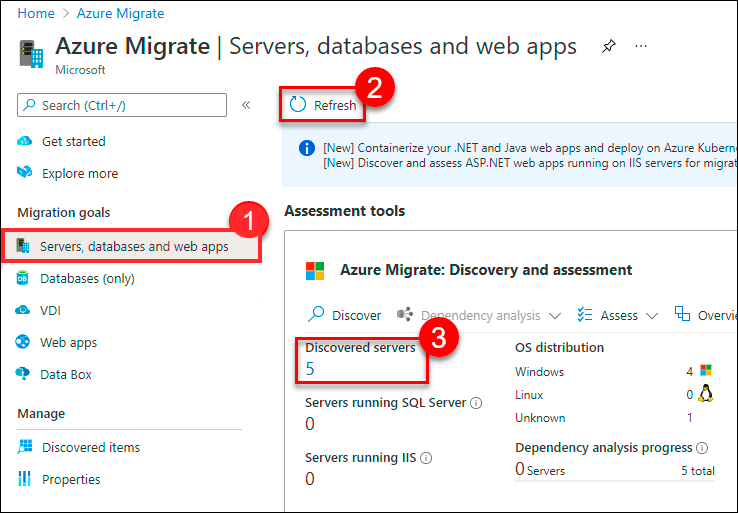 Home > Azure Migrate
Azure Migrate | Servers, databases and web apps
Microsoft
Search (Ctrl+/)
Get started
Explore more
Migration goals
1
Servers, databases and web apps
Databases (only)
VDI
Web apps
Data Box
Manage
Discovered items
Properties
2
Refresh
[New] Containerize your .NET and Java web apps and deploy on Azure Kubern
[New] Discover and assess ASP.NET web apps running on IIS servers for migrat
Assessment tools
Azure Migrate: Discovery and assessment
Discover Dependency analysis Assess Overvie
3
Discovered servers
5
Servers running SQL Server
0
Servers running IIS
0
OS distribution
Windows 4
Linux 0
Unknown 1
Dependency analysis progress
0 Servers 5 total